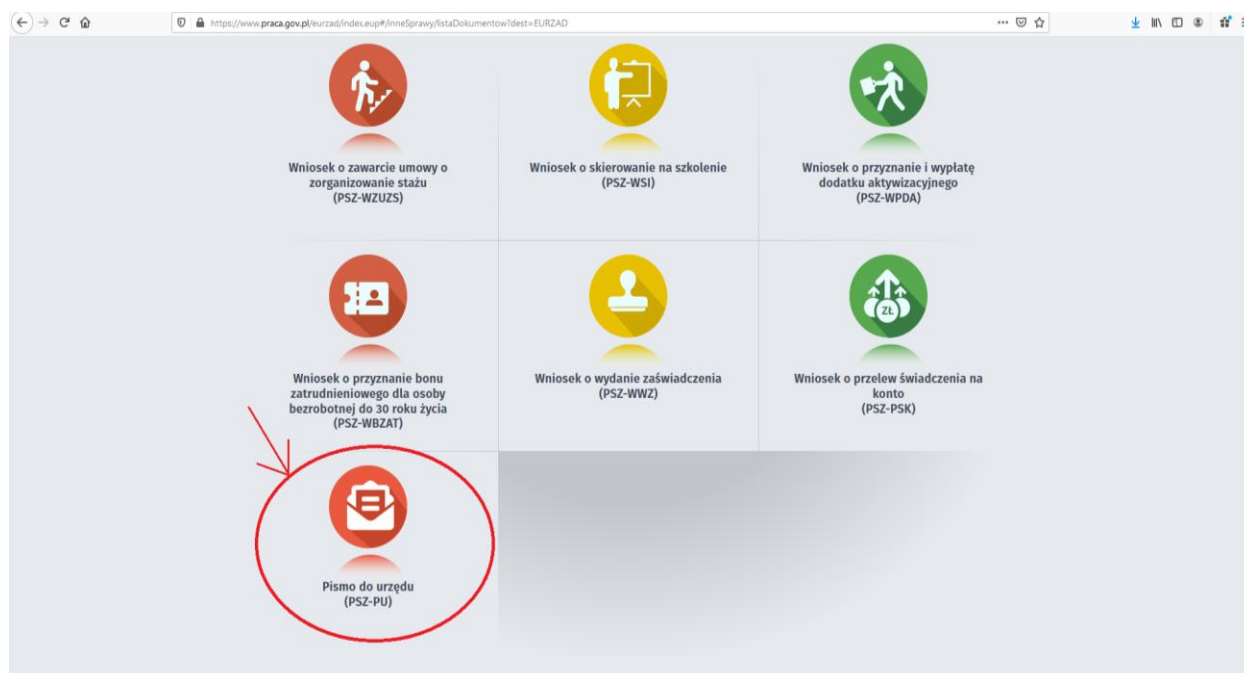 https://www.praca.gov.pl/eurzad/index.eup#/inneSprawy/listaDokumentow?dest=EURZAD
Wniosek o zawarcie umowy o
zorganizowanie stażu
(PSZ-WZUZS)
Wniosek o skierowanie na szkolenie
(PSZ-WSI)
Wniosek o przyznanie i wypłatę
dodatku aktywizacyjnego
(PSZ-WPDA)
ZŁ
Wniosek o przyznanie bonu
zatrudnieniowego dla osoby
bezrobotnej do 30 roku życia
(PSZ-WBZAT)
Wniosek o wydanie zaświadczenia
(PSZ-WWZ)
Wniosek o przelew świadczenia na
konto
(PSZ-PSK)
Pismo do urzędu
(PSZ-PU)